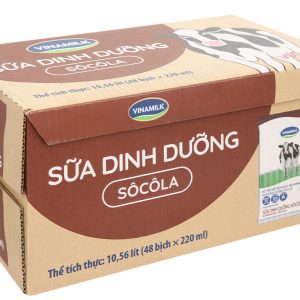 VINAMILK
SỮA DINH DƯỠNG
SÔCÔLA
Thể tích thực: 10,56 lít (48 bịch × 220 ml)
VINAMILK
SỮA DINH DƯỠNG
SÔCÔLA
Thể tích thực: 10,56 lít (48 bịch × 220 ml)